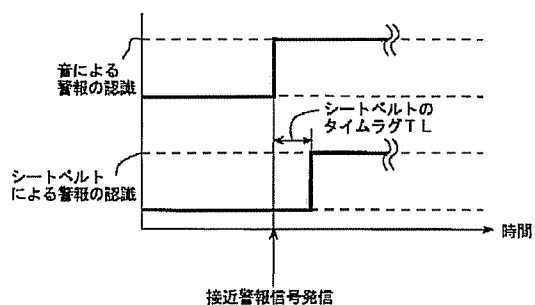 音による
警報の認識
シートベルトの
タイムラグTL
シートベルト
による警報の認識
時間
接近警報信号発信